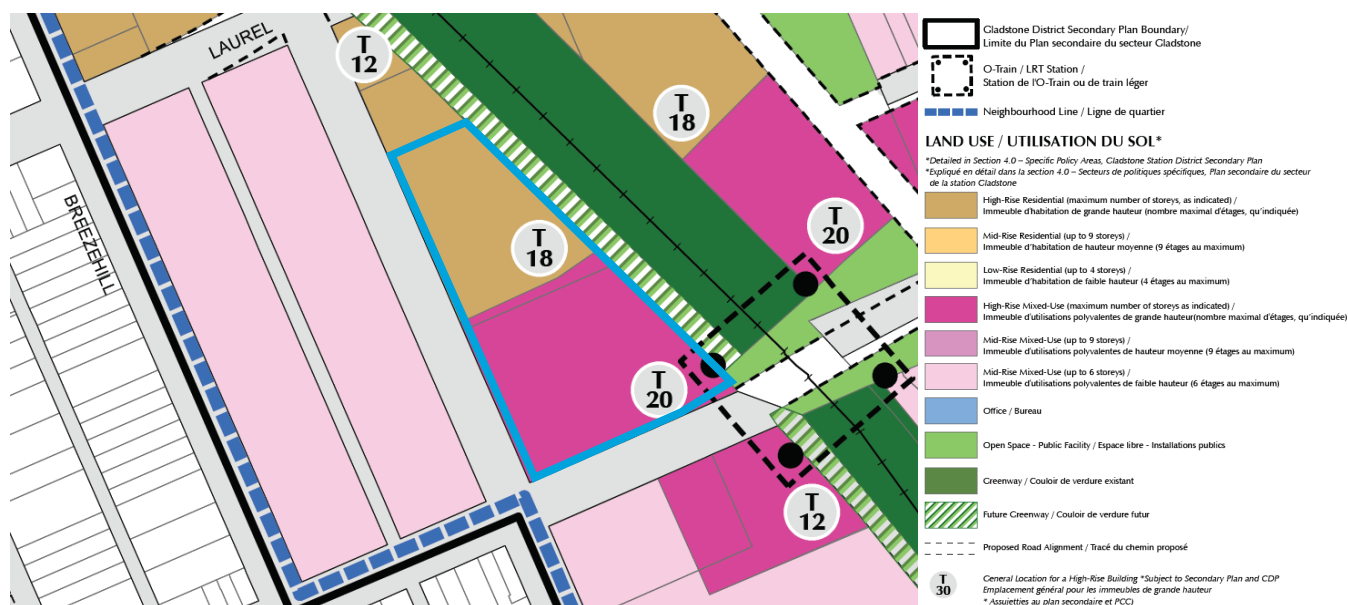 LAUREL
BREEZEHILL
T
12
T
18
T
18
T
20
T
20
T
12
Gladstone District Secondary Plan Boundary/
Limite du Plan secondaire du secteur Gladstone
O-Train / LRT Station /
Station de l'O-Train ou de train léger
Neighbourhood Line / Ligne de quartier
LAND USE / UTILISATION DU SOL*
*Detailed in Section 4.0 – Specific Policy Areas, Gladstone Station District Secondary Plan
*Expliqué en détail dans la section 4.0 – Secteurs de politiques spécifiques, Plan secondaire du secteur
de la station Gladstone
High-Rise Residential (maximum number of storeys, as indicated) /
Immeuble d'habitation de grande hauteur (nombre maximal d'étages, qu'indiquée)
Mid-Rise Residential (up to 9 storeys) /
Immeuble d'habitation de hauteur moyenne (9 étages au maximum)
Low-Rise Residential (up to 4 storeys) /
Immeuble d'habitation de faible hauteur (4 étages au maximum)
High-Rise Mixed-Use (maximum number of storeys as indicated) /
Immeuble d'utilisations polyvalentes de grande hauteur(nombre maximal d'étages, qu'indiquée)
Mid-Rise Mixed-Use (up to 9 storeys) /
Immeuble d'utilisations polyvalentes de hauteur moyenne (9 étages au maximum)
Mid-Rise Mixed-Use (up to 6 storeys) /
Immeuble d'utilisations polyvalentes de faible hauteur (6 étages au maximum)
Office / Bureau
Open Space - Public Facility / Espace libre - Installations publics
Greenway / Couloir de verdure existant
Future Greenway / Couloir de verdure futur
Proposed Road Alignment / Tracé du chemin proposé
T
30
General Location for a High-Rise Building *Subject to Secondary Plan and CDP
Emplacement général pour les immeubles de grande hauteur
* Assuietties au plan secondaire et PCC)